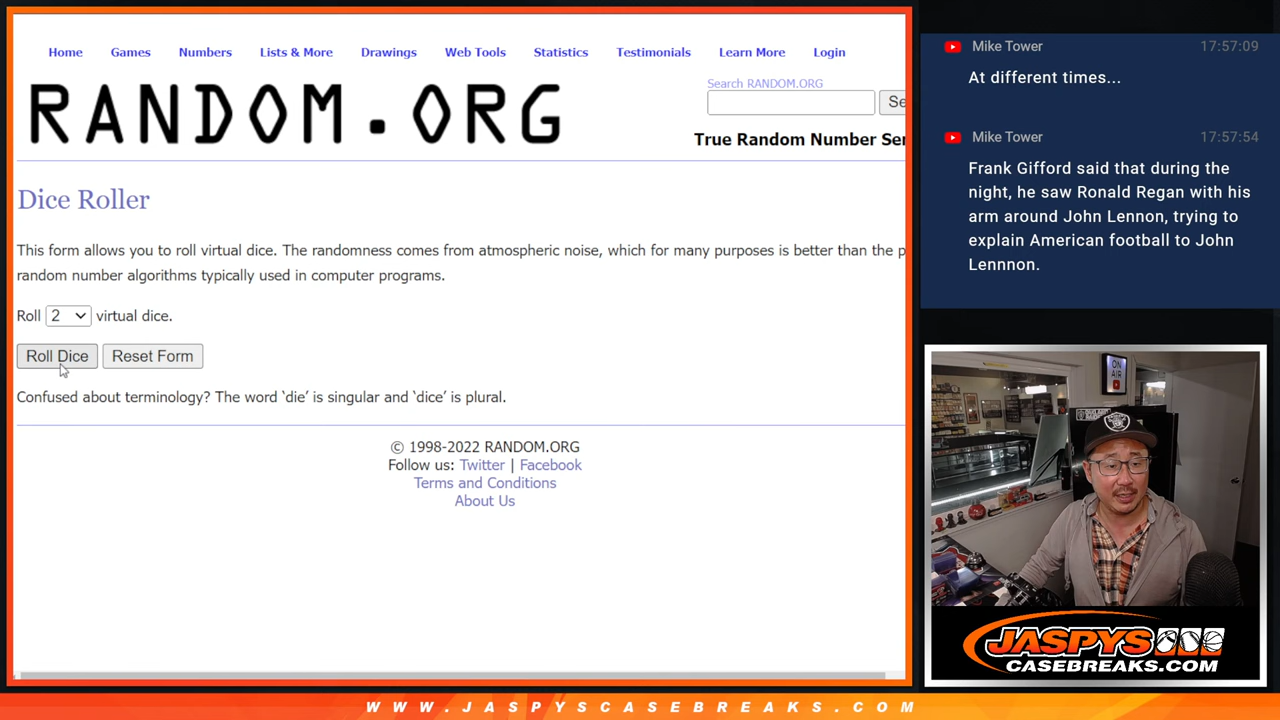 Home Games Numbers Lists & More Drawings Web Tools Statistics Testimonials Learn More Login
RANDOM.ORG
Search RANDOM.ORG
Se
True Random Number Ser
Dice Roller
This form allows you to roll virtual dice. The randomness comes from atmospheric noise, which for many purposes is better than the p
random number algorithms typically used in computer programs.
Roll 2 virtual dice.
Roll Dice Reset Form
Confused about terminology? The word ‘die’ is singular and ‘dice’ is plural.
© 1998-2022 RANDOM.ORG
Follow us: Twitter | Facebook
Terms and Conditions
About Us
Mike Tower 17:57:09
At different times...
Mike Tower 17:57:54
Frank Gifford said that during the
night, he saw Ronald Regan with his
arm around John Lennon, trying to
explain American football to John
Lennnon.
ON
AIR
JASPYS
CASEBREAKS.COM
WWW.JASPYSCASEBREAKS.COM